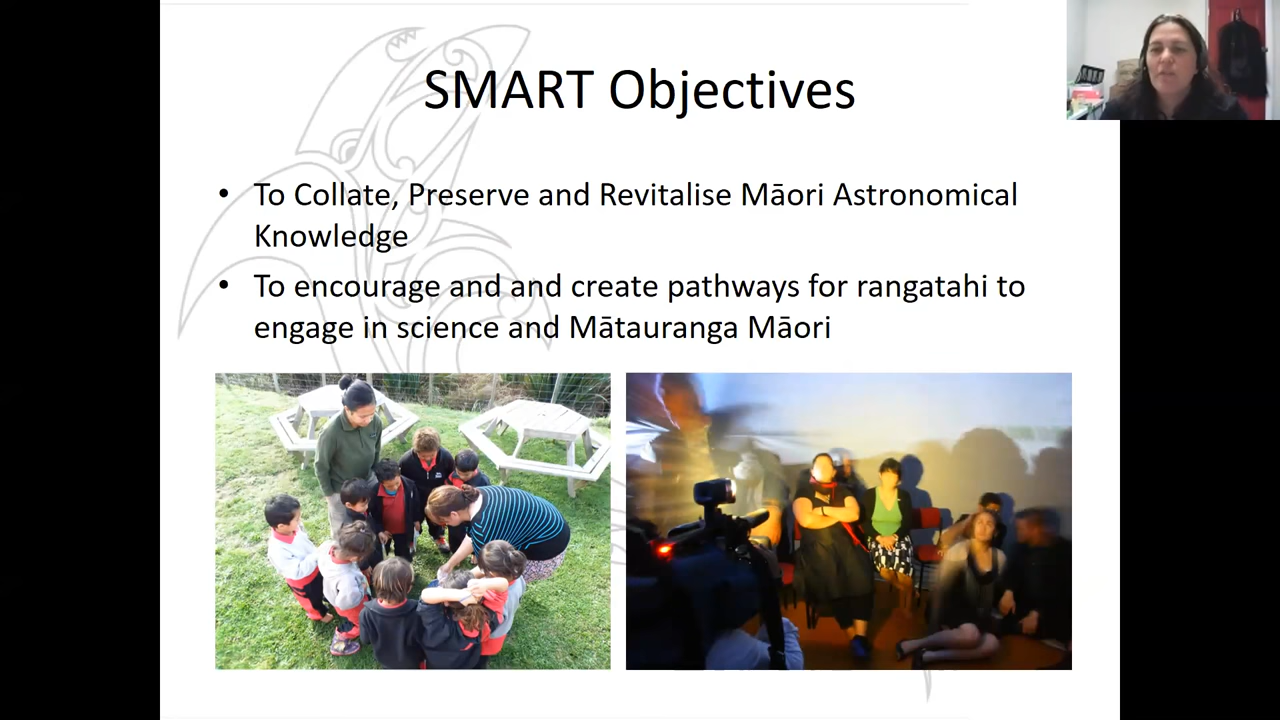 SMART Objectives
• To Collate, Preserve and Revitalise Māori Astronomical
Knowledge
• To encourage and and create pathways for rangatahi to
engage in science and Mātauranga Māori